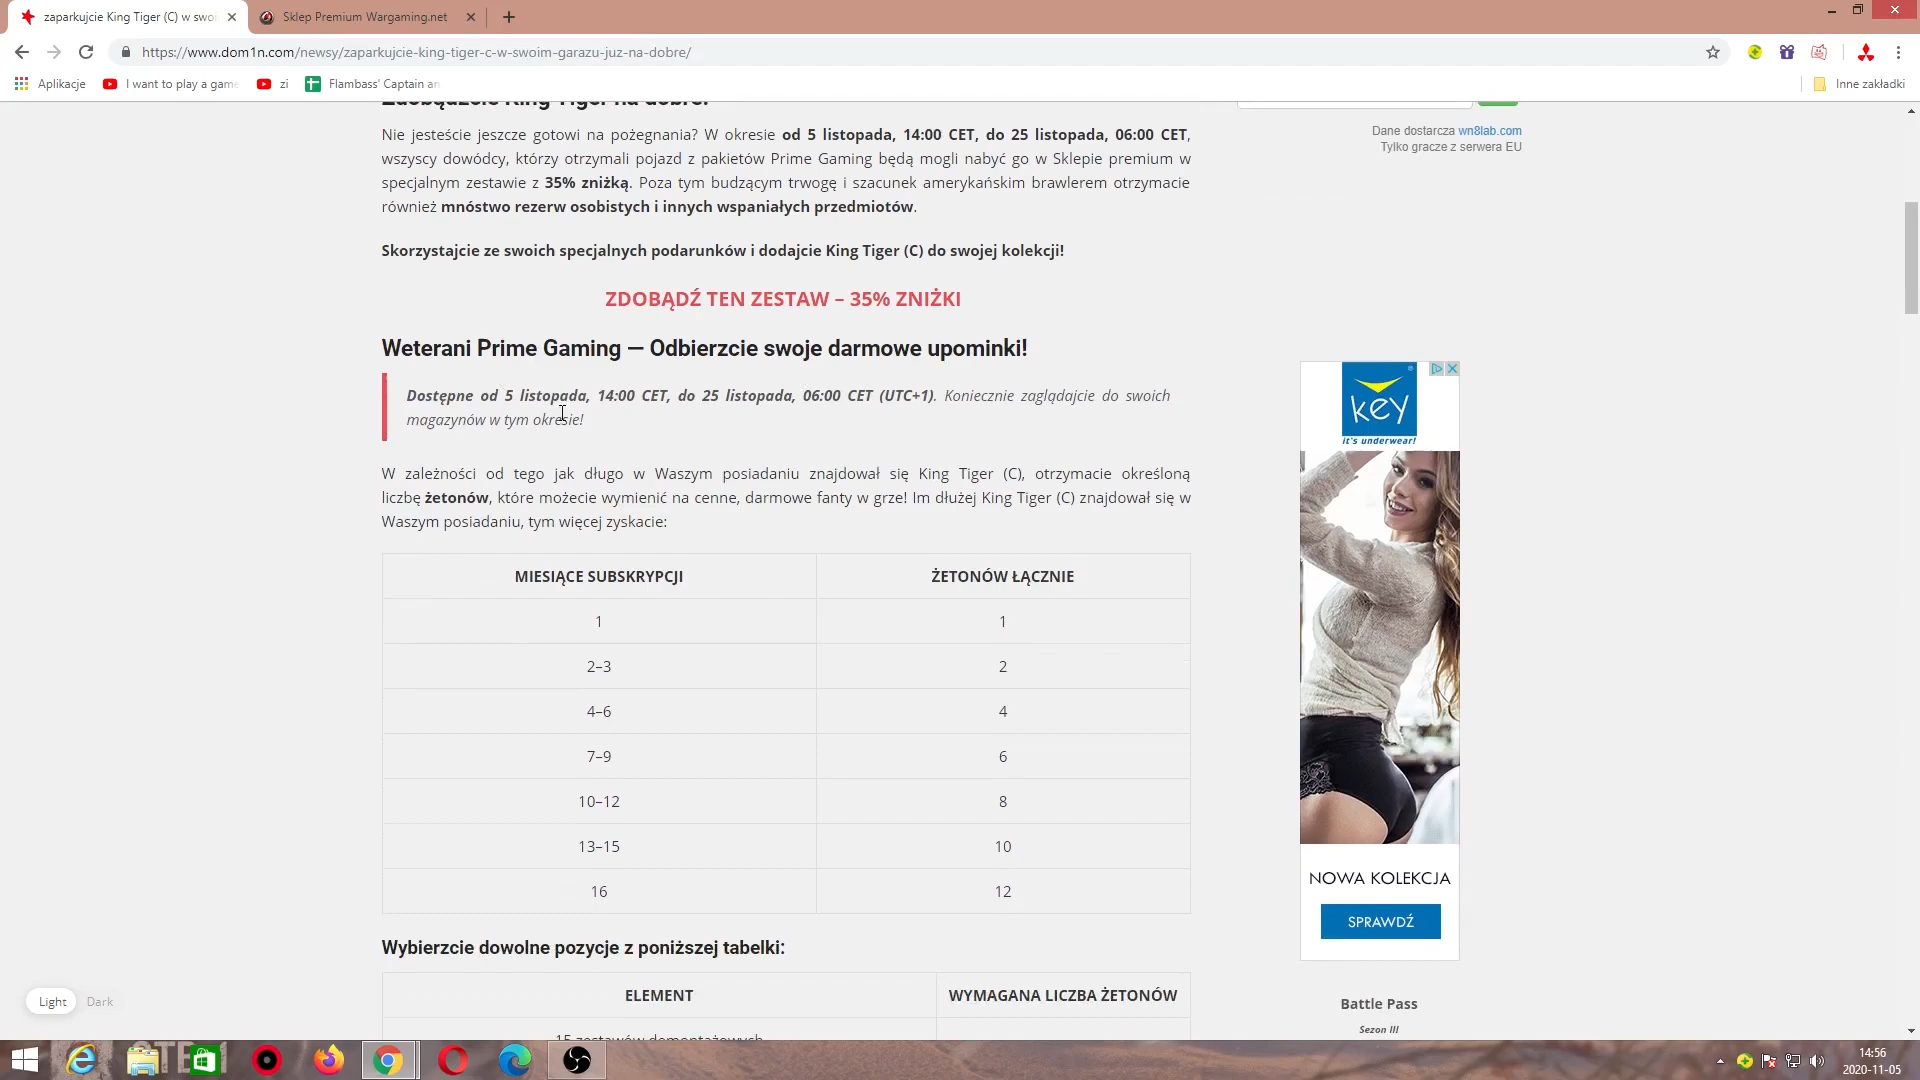 zaparkujcie King Tiger (C) w swo
Sklep Premium Wargaming.net
https://www.dom1n.com/newsy/zaparkujcie-king-tiger-c-w-swoim-garazu-juz-na-dobre/
Aplikacje
I want to play a gam
zi
Flambass' Captain an
Inne zakładki
Zdobądźcie King Tiger na dobre!
Nie jesteście jeszcze gotowi na pożegnania? W okresie od 5 listopada, 14:00 CET, do 25 listopada, 06:00 CET,
wszyscy dowódcy, którzy otrzymali pojazd z pakietów Prime Gaming będą mogli nabyć go w Sklepie premium w
specjalnym zestawie z 35% zniżką. Poza tym budzącym trwogę i szacunek amerykańskim brawlerem otrzymacie
również mnóstwo rezerw osobistych i innych wspaniałych przedmiotów.
Skorzystajcie ze swoich specjalnych podarunków i dodajcie King Tiger (C) do swojej kolekcji!
ZDOBĄDŹ TEN ZESTAW – 35% ZNIŻKI
Weterani Prime Gaming — Odbierzcie swoje darmowe upominki!
Dostępne od 5 listopada, 14:00 CET, do 25 listopada, 06:00 CET (UTC+1). Koniecznie zaglądajcie do swoich
magazynów w tym okresie!
W zależności od tego jak długo w Waszym posiadaniu znajdował się King Tiger (C), otrzymacie określoną
liczbę żetonów, które możecie wymienić na cenne, darmowe fanty w grze! Im dłużej King Tiger (C) znajdował się w
Waszym posiadaniu, tym więcej zyskacie:
MIESIĄCE SUBSKRYPCJI ŻETONÓW ŁĄCZNIE
1 1
2–3 2
4–6 4
7–9 6
10–12 8
13–15 10
16 12
Wybierzcie dowolne pozycje z poniższej tabelki:
ELEMENT WYMAGANA LICZBA ŻETONÓW
15 zestawów demontażowych
Dane dostarcza wn8lab.com
Tylko gracze z serwera EU
key
it's underwear!
NOWA KOLEKCJA
SPRAWDŹ
Battle Pass
Sezon III
Light Dark
14:56
2020-11-05